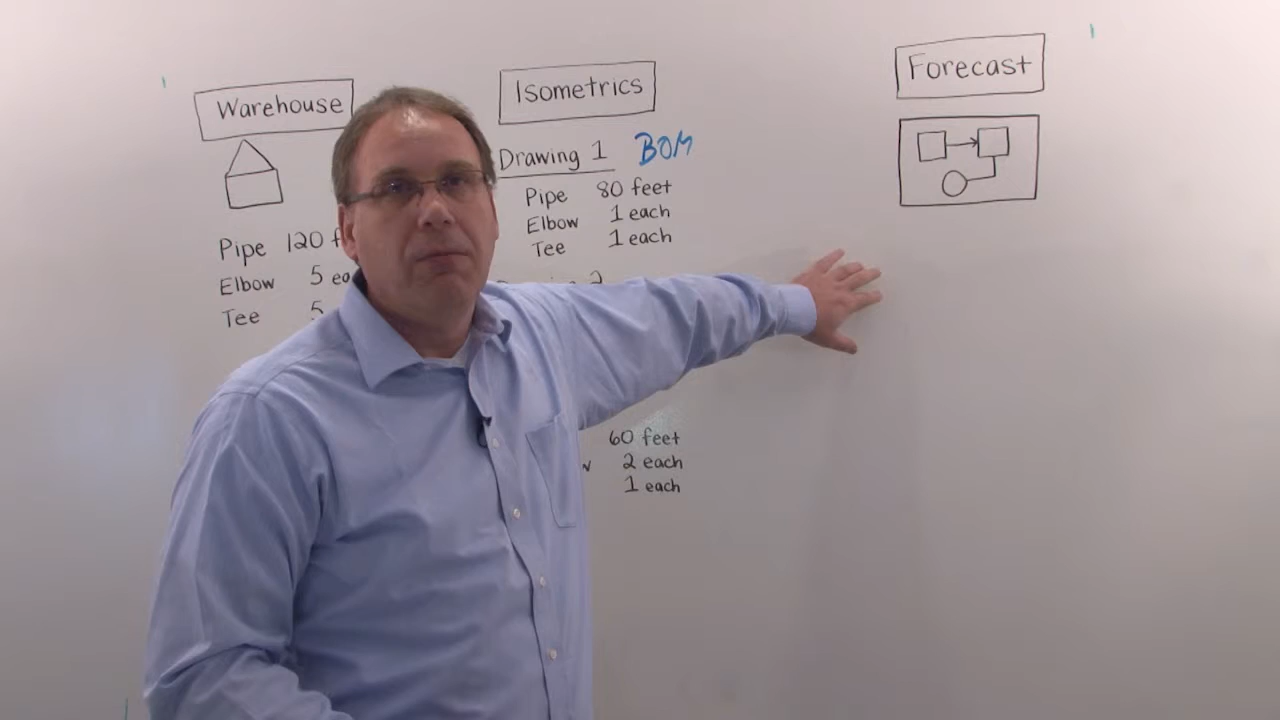 Warehouse
Pipe 120
Elbow 5
Tee 5
Isometrics
Drawing 1 BOM
Pipe 80 feet
Elbow 1 each
Tee 1 each
2
60 feet
2 each
1 each
Forecast